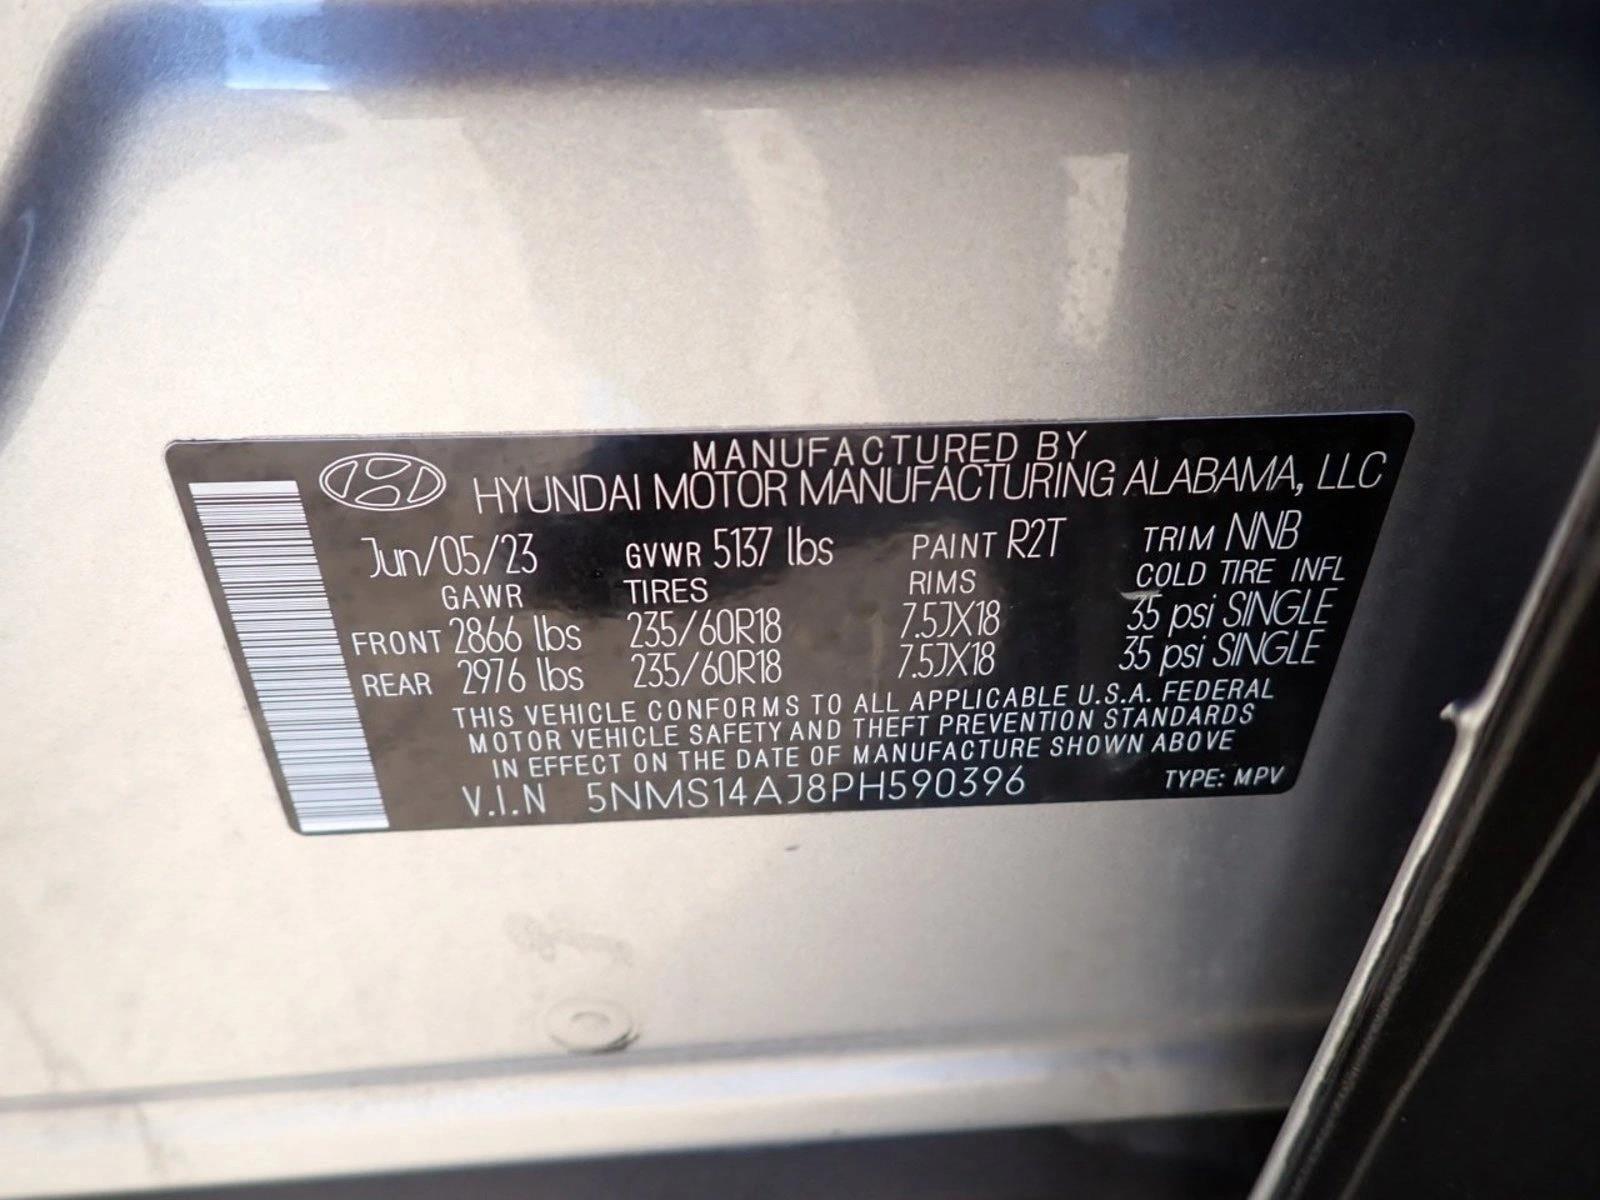 MANUFACTURED BY
HYUNDAI MOTOR MANUFACTURING ALABAMA, LLC
Jun/05/23 GVWR 5137 lbs PAINT R2T TRIM NNB
GAWR TIRES RIMS COLD TIRE INFL
FRONT 2866 lbs 235/60R18 7.5JX18 35 psi SINGLE
REAR 2976 lbs 235/60R18 7.5JX18 35 psi SINGLE
THIS VEHICLE CONFORMS TO ALL APPLICABLE U.S.A. FEDERAL
MOTOR VEHICLE SAFETY AND THEFT PREVENTION STANDARDS
IN EFFECT ON THE DATE OF MANUFACTURE SHOWN ABOVE
V.I.N 5NMS14AJ8PH590396 TYPE: MPV